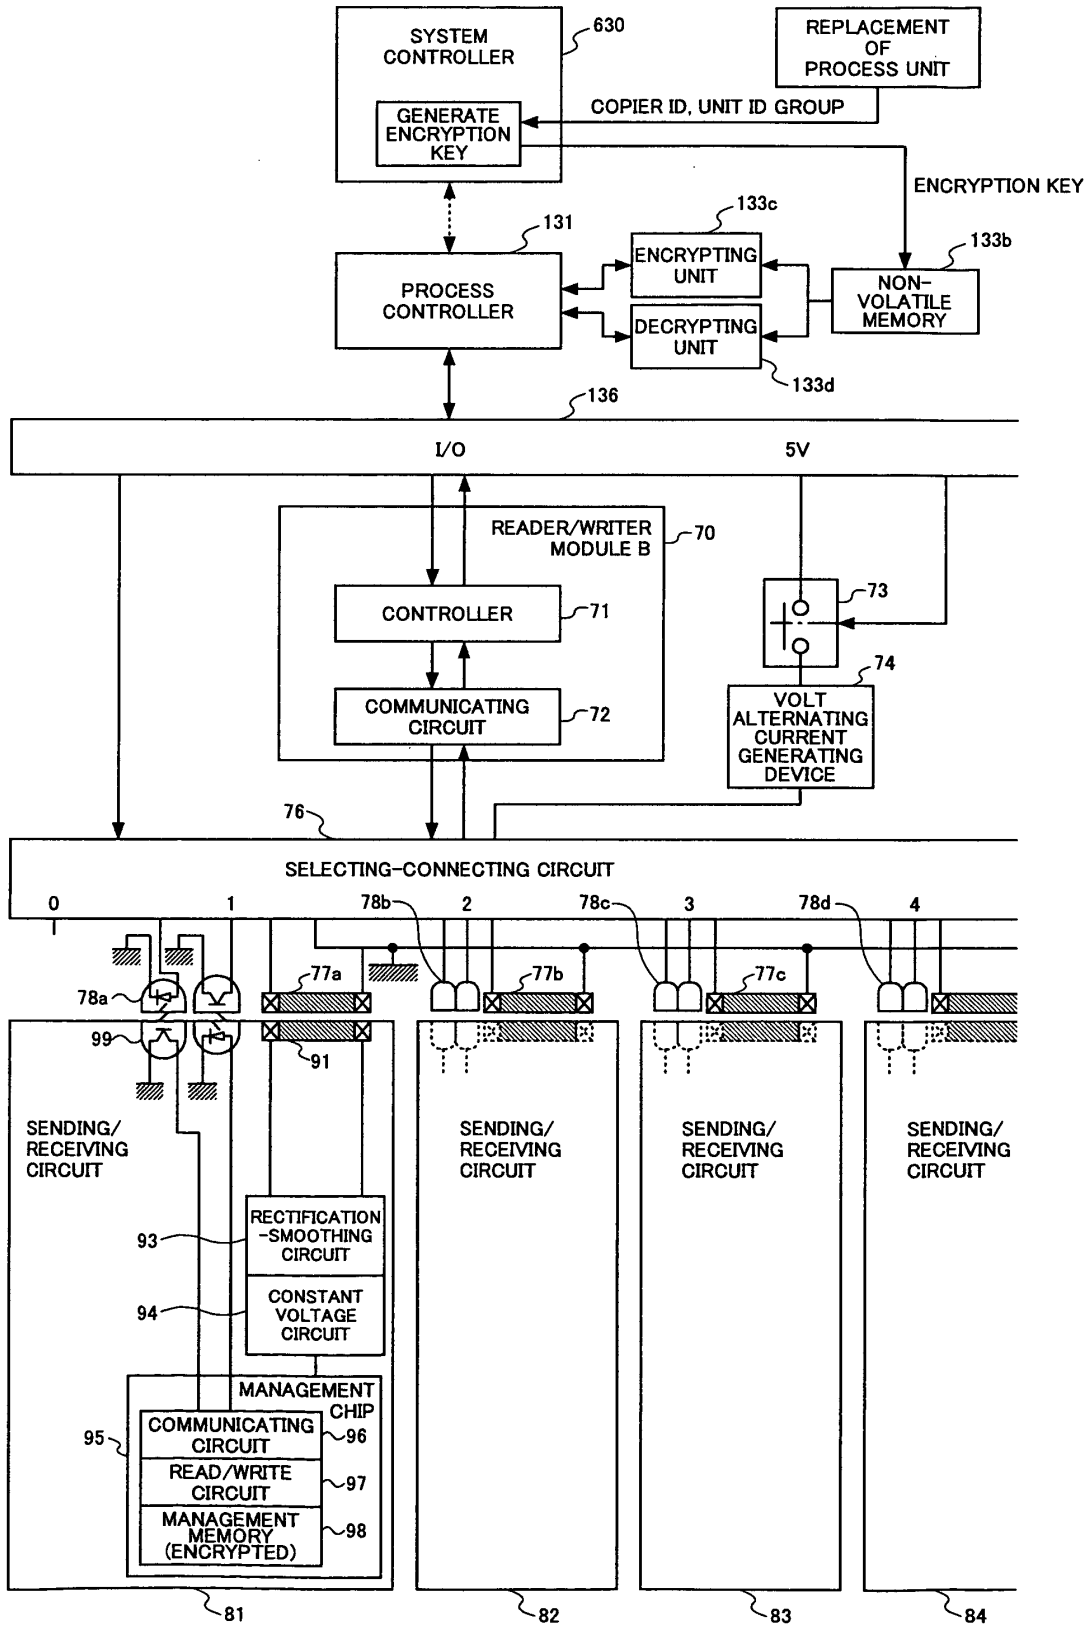 SYSTEM
CONTROLLER
630
REPLACEMENT
OF
PROCESS UNIT
GENERATE
ENCRYPTION
KEY
COPIER ID, UNIT ID GROUP
ENCRYPTION KEY
131
133c
133b
PROCESS
CONTROLLER
ENCRYPTING
UNIT
NON-
VOLATILE
MEMORY
DECRYPTING
UNIT
133d
136
I/O
5V
READER/WRITER
MODULE B
70
CONTROLLER
71
73
COMMUNICATING
CIRCUIT
72
74
VOLT
ALTERNATING
CURRENT
GENERATING
DEVICE
76
SELECTING-CONNECTING CIRCUIT
0
1
78b
2
78c
3
78d
4
78a
77a
77b
77c
99
91
SENDING/
RECEIVING
CIRCUIT
SENDING/
RECEIVING
CIRCUIT
SENDING/
RECEIVING
CIRCUIT
SENDING/
RECEIVING
CIRCUIT
93
RECTIFICATION
-SMOOTHING
CIRCUIT
94
CONSTANT
VOLTAGE
CIRCUIT
MANAGEMENT
CHIP
95
COMMUNICATING
CIRCUIT
96
READ/WRITE
CIRCUIT
97
MANAGEMENT
MEMORY
(ENCRYPTED)
98
81
82
83
84